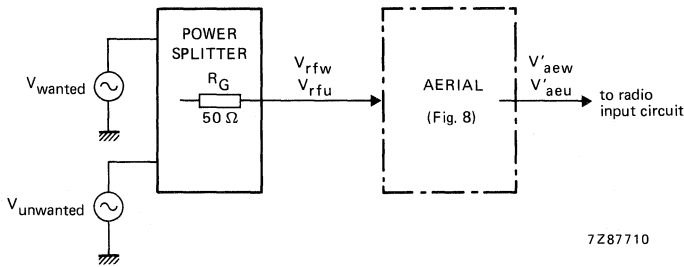 POWER
SPLITTER
R_G
50 Ω
V_wanted
V_unwanted
V_rfw
V_rfu
AERIAL
(Fig. 8)
V'_aew
V'_aeu
to radio
input circuit
7Z87710